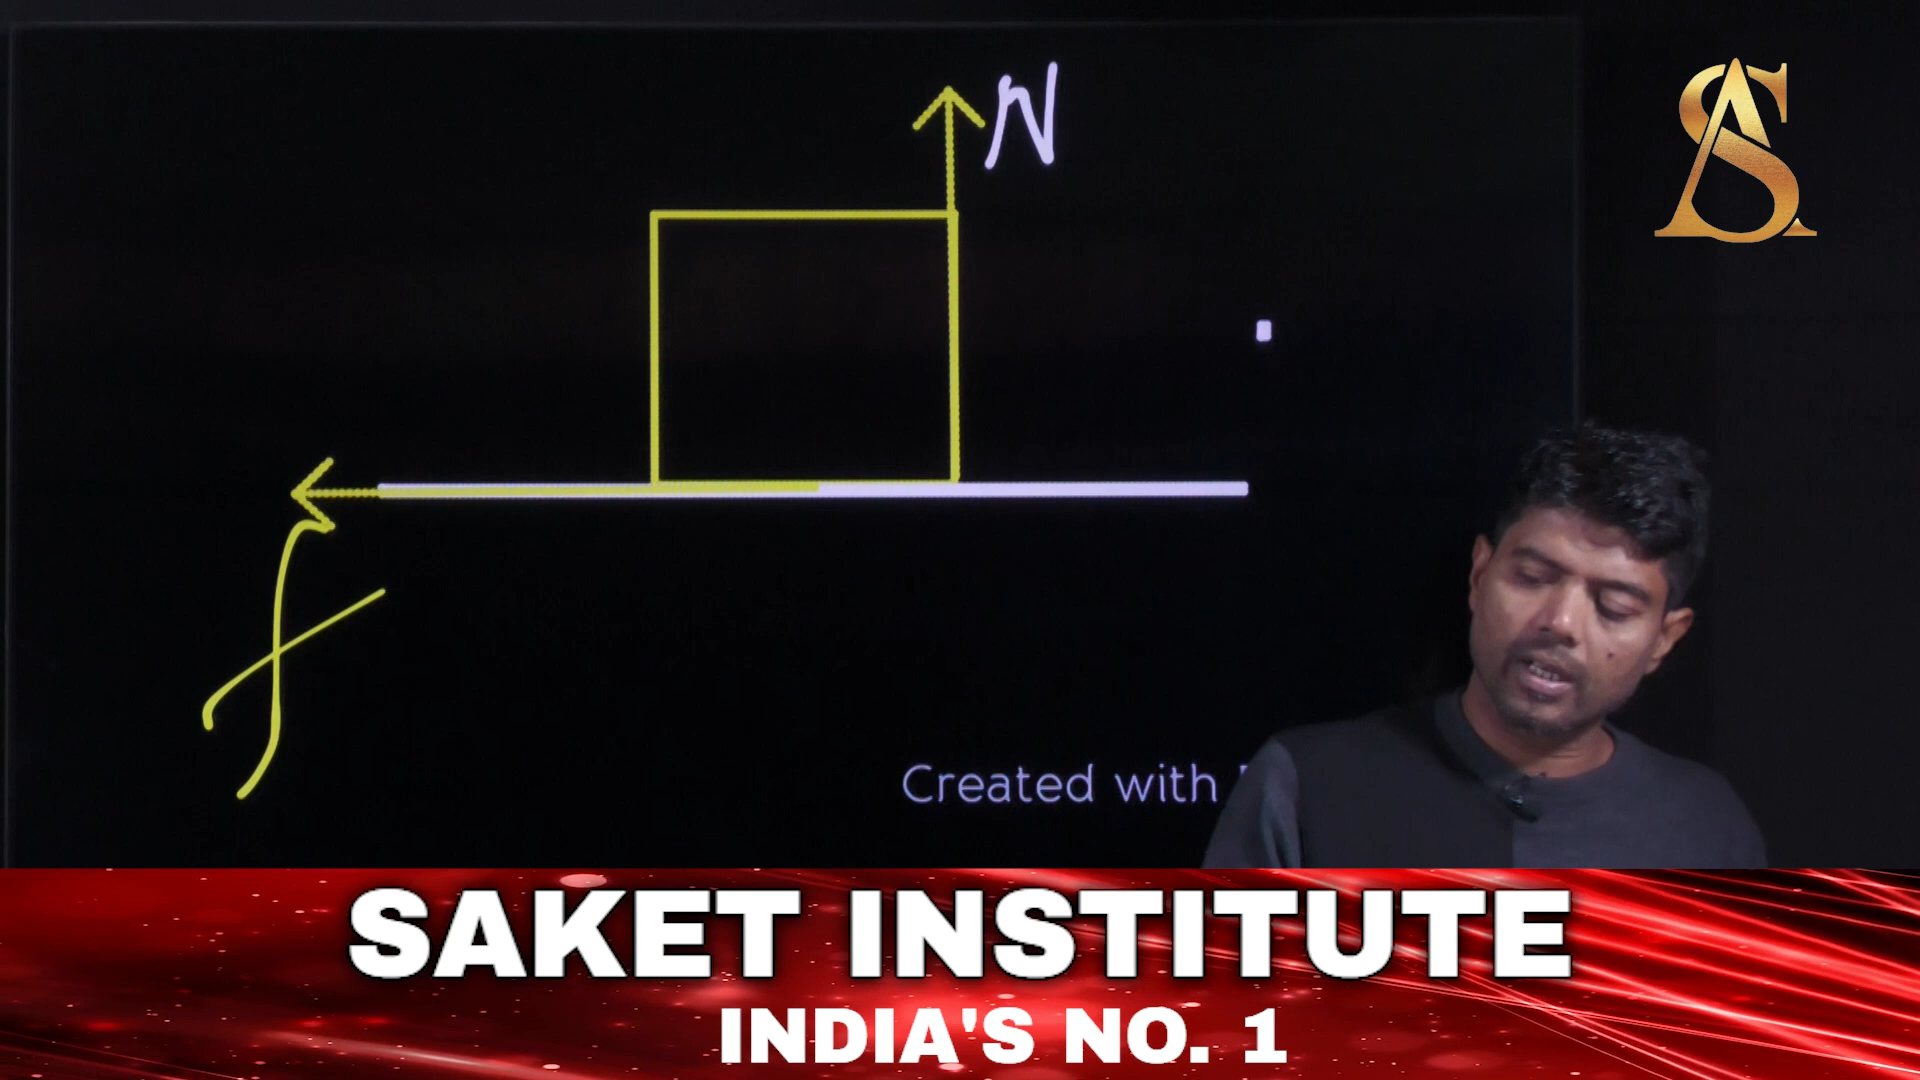 N
f
Created with
SAKET INSTITUTE
INDIA'S NO. 1